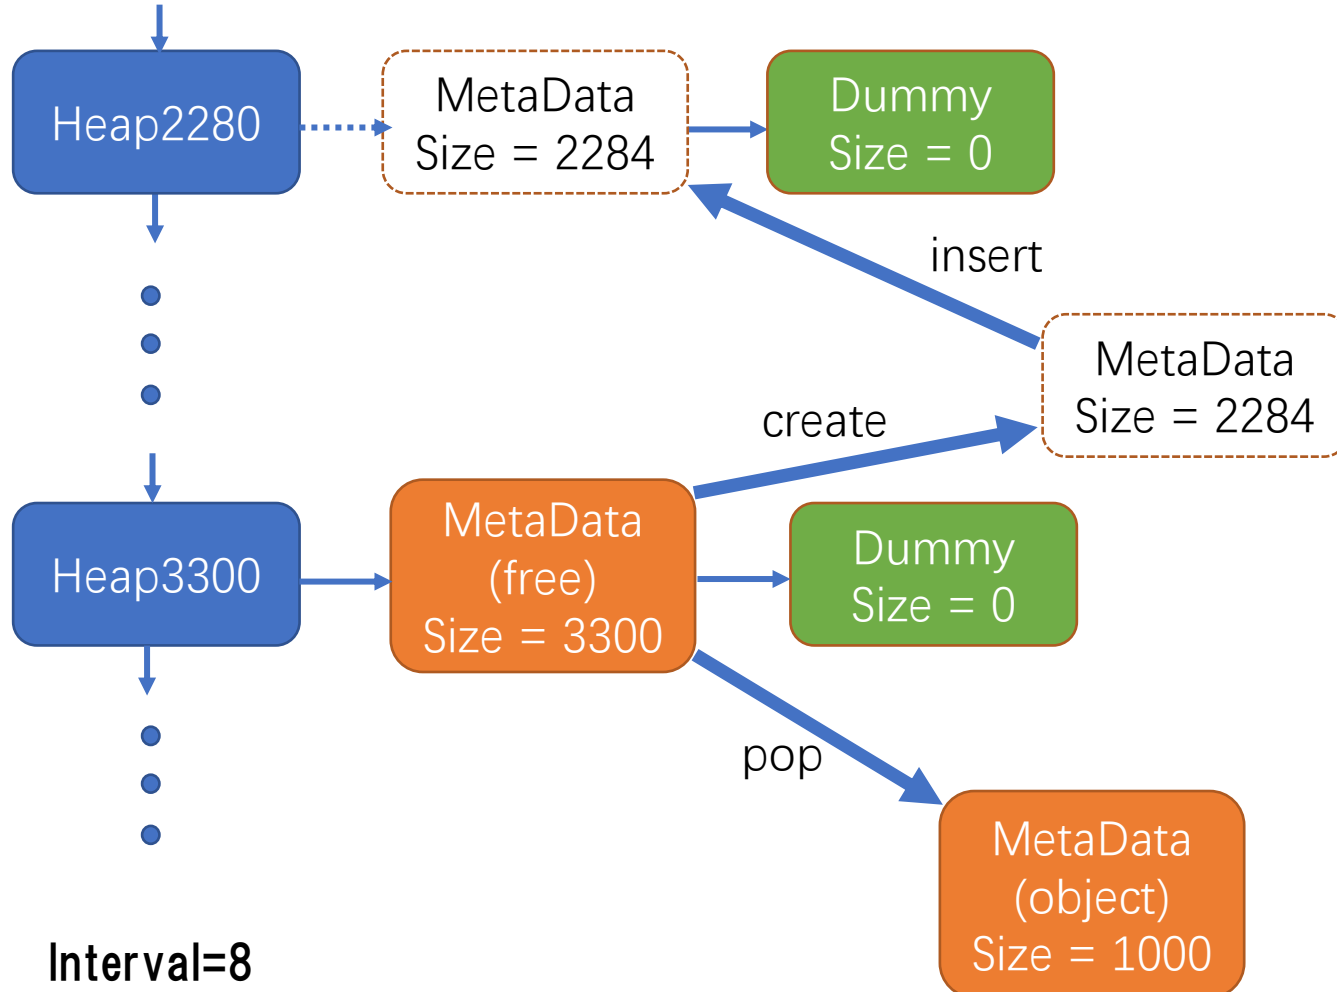 Heap2280
MetaData
Size = 2284
Dummy
Size = 0
insert
MetaData
Size = 2284
create
Heap3300
MetaData
(free)
Size = 3300
Dummy
Size = 0
pop
MetaData
(object)
Size = 1000
Interval=8